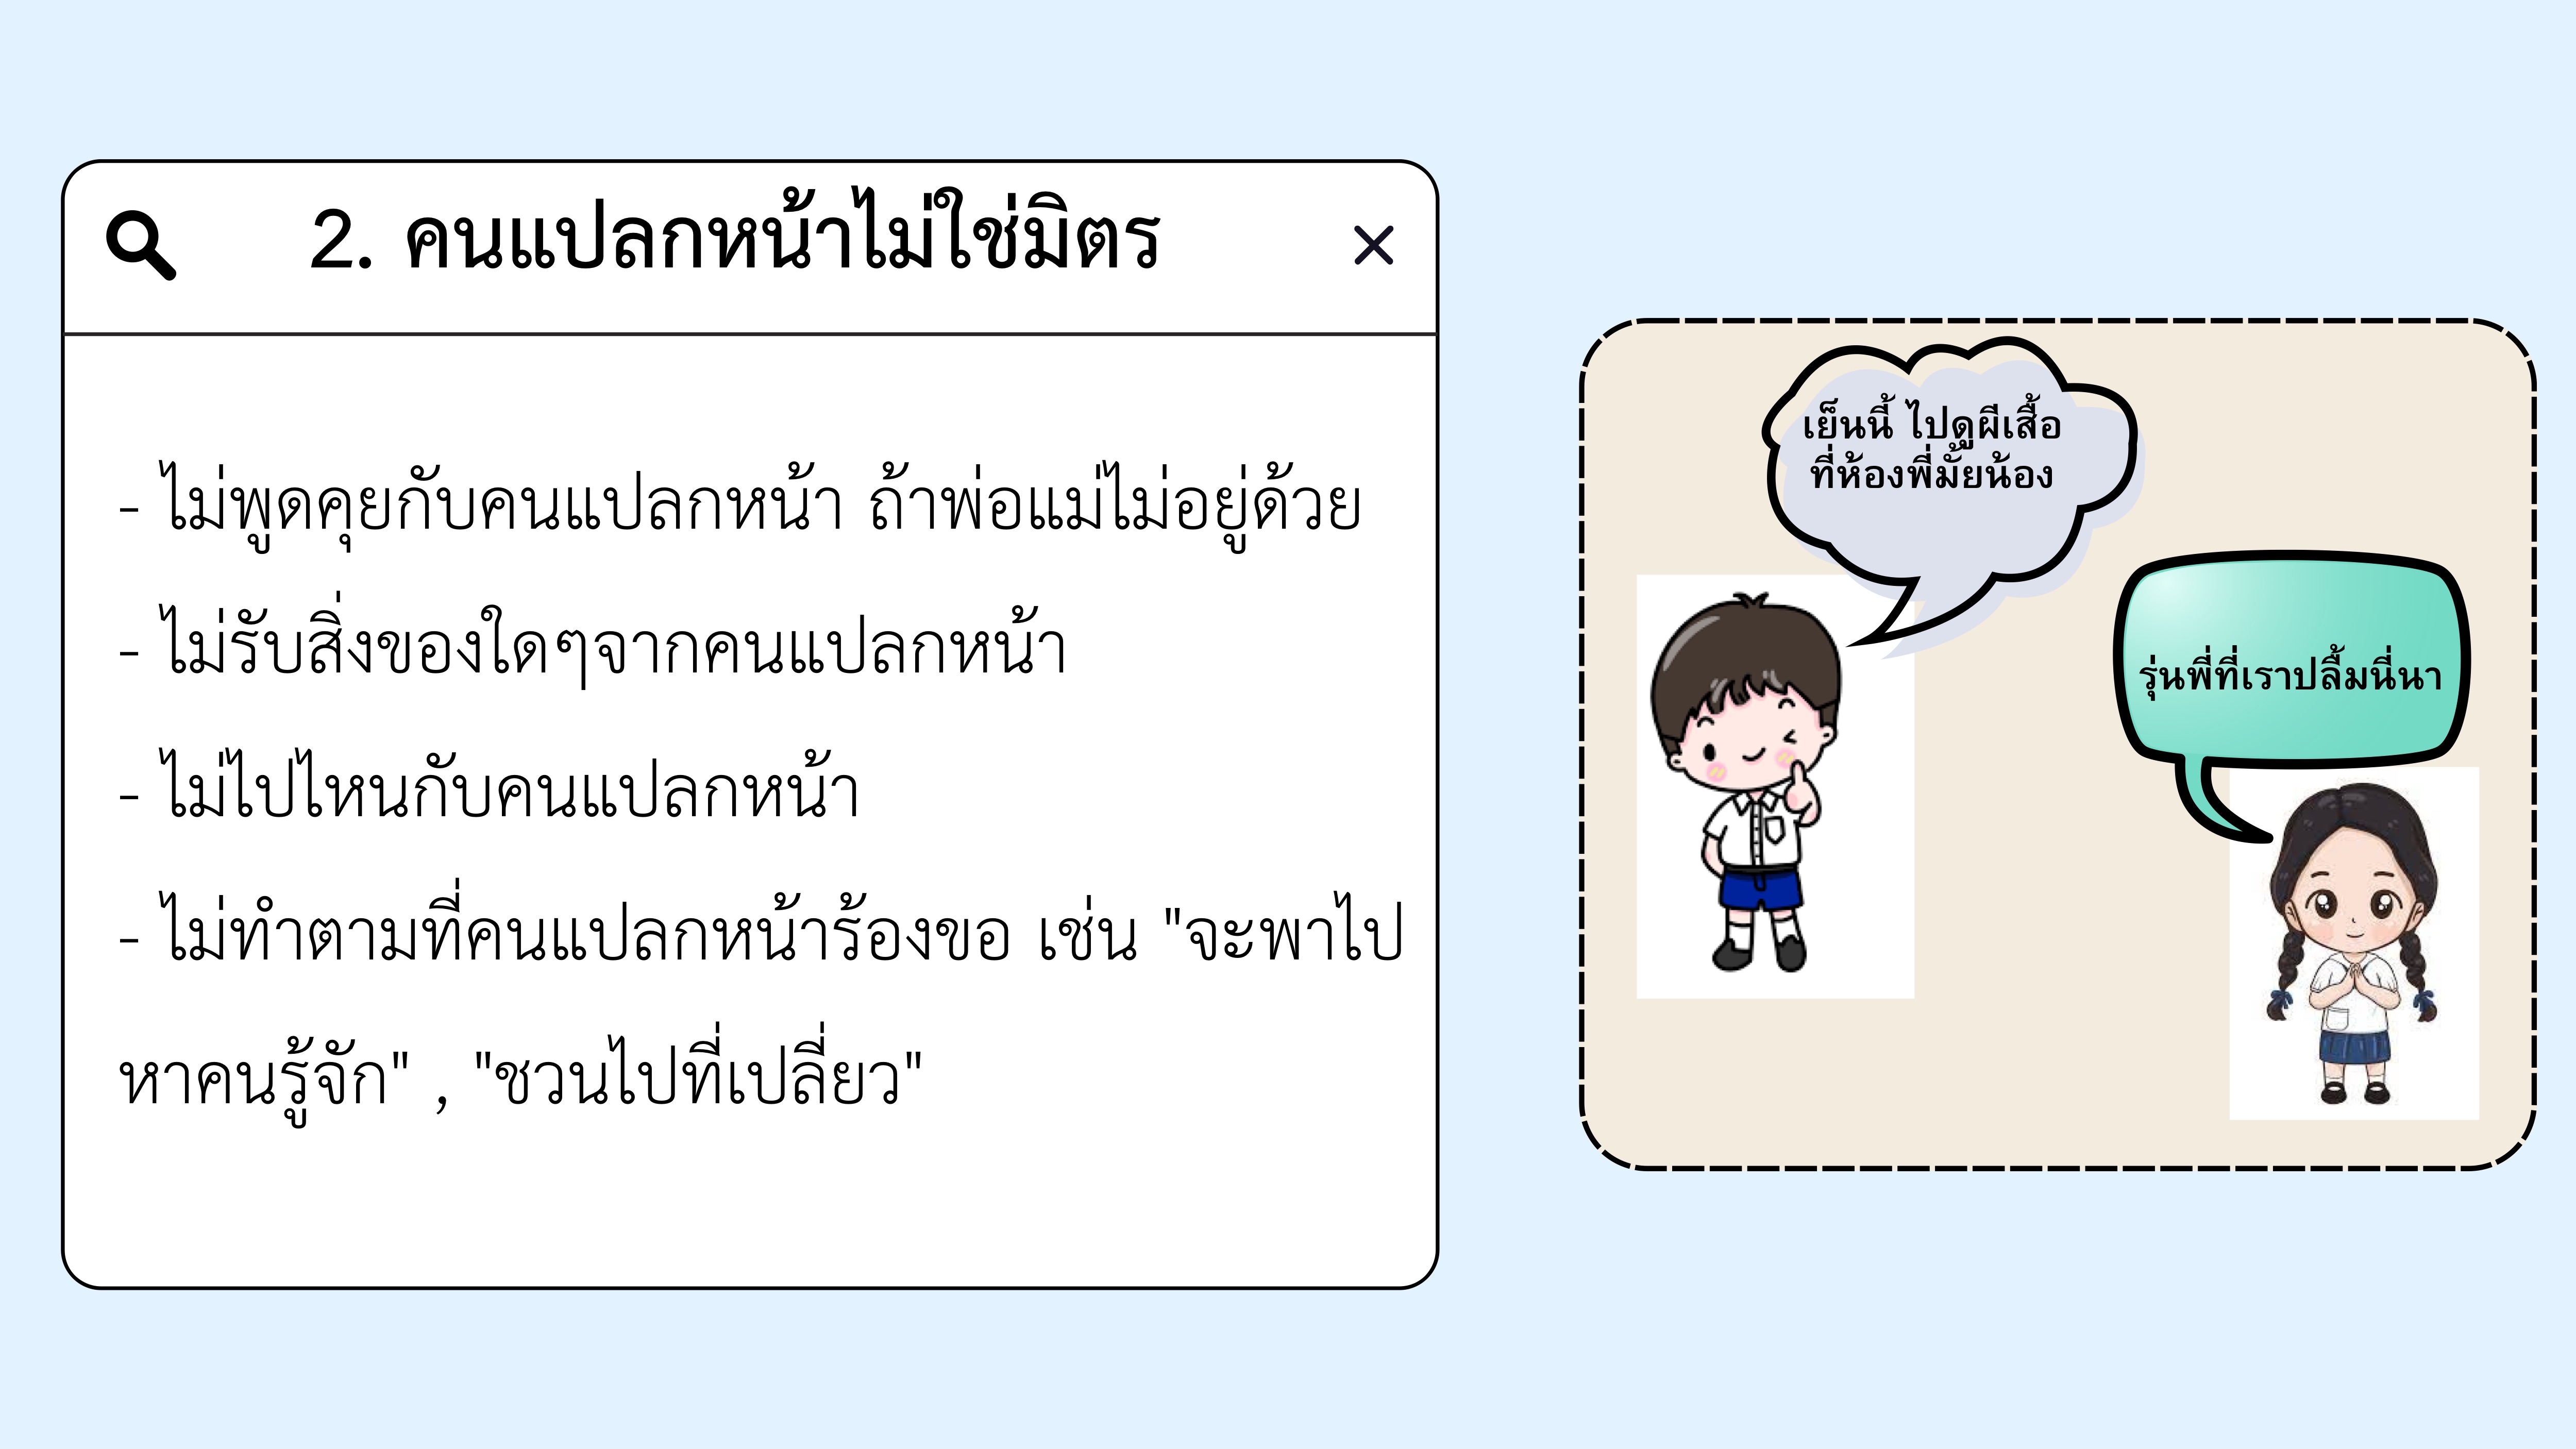 2. คนแปลกหน้าไม่ใช่มิตร
- ไม่พูดคุยกับคนแปลกหน้า ถ้าพ่อแม่ไม่อยู่ด้วย
- ไม่รับสิ่งของใดๆจากคนแปลกหน้า
- ไม่ไปไหนกับคนแปลกหน้า
- ไม่ทำตามที่คนแปลกหน้าร้องขอ เช่น "จะพาไป
หาคนรู้จัก" , "ชวนไปที่เปลี่ยว"
เย็นนี้ ไปดูผีเสื้อ
ที่ห้องพี่มั้ยน้อง
รุ่นพี่ที่เราปลื้มนี่นา